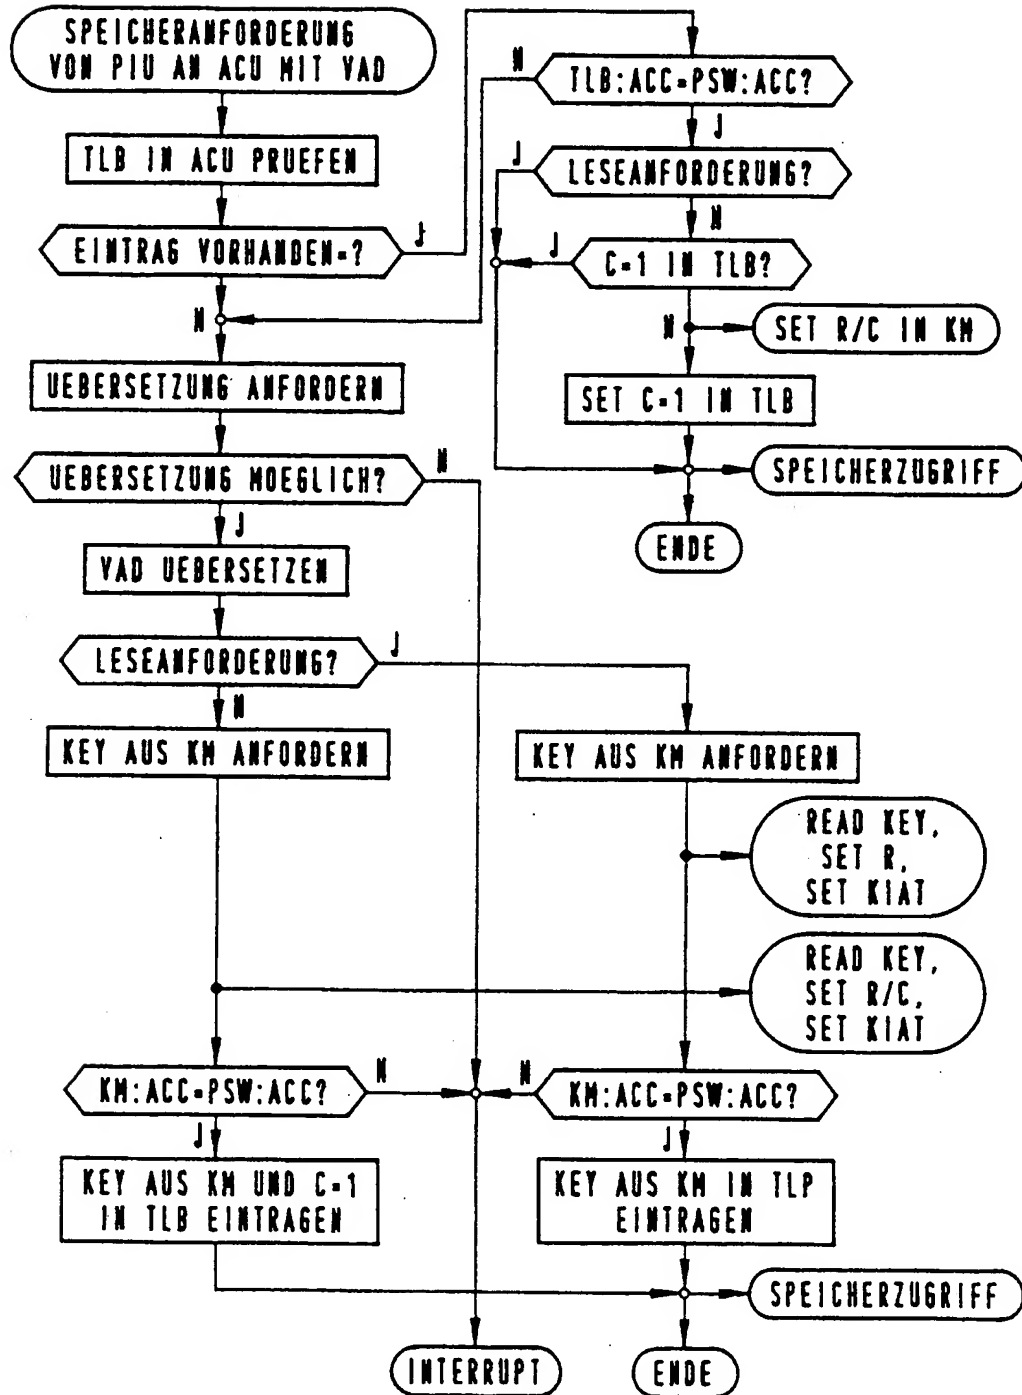 SPEICHERANFORDERUNG
VON PIU AN ACU MIT VAD
TLB IN ACU PRUEFEN
EINTRAG VORHANDEN=?
J
N
UEBERSETZUNG ANFORDERN
UEBERSETZUNG MOEGLICH?
N
J
VAD UEBERSETZEN
LESEANFORDERUNG?
J
N
KEY AUS KM ANFORDERN
KM:ACC=PSW:ACC?
N
J
KEY AUS KM UND C=1
IN TLB EINTRAGEN
INTERRUPT
TLB:ACC=PSW:ACC?
N
J
LESEANFORDERUNG?
J
N
C=1 IN TLB?
J
N
SET R/C IN KM
SET C=1 IN TLB
SPEICHERZUGRIFF
ENDE
KEY AUS KM ANFORDERN
READ KEY,
SET R,
SET KIAT
READ KEY,
SET R/C,
SET KIAT
KM:ACC=PSW:ACC?
N
J
KEY AUS KM IN TLP
EINTRAGEN
SPEICHERZUGRIFF
ENDE